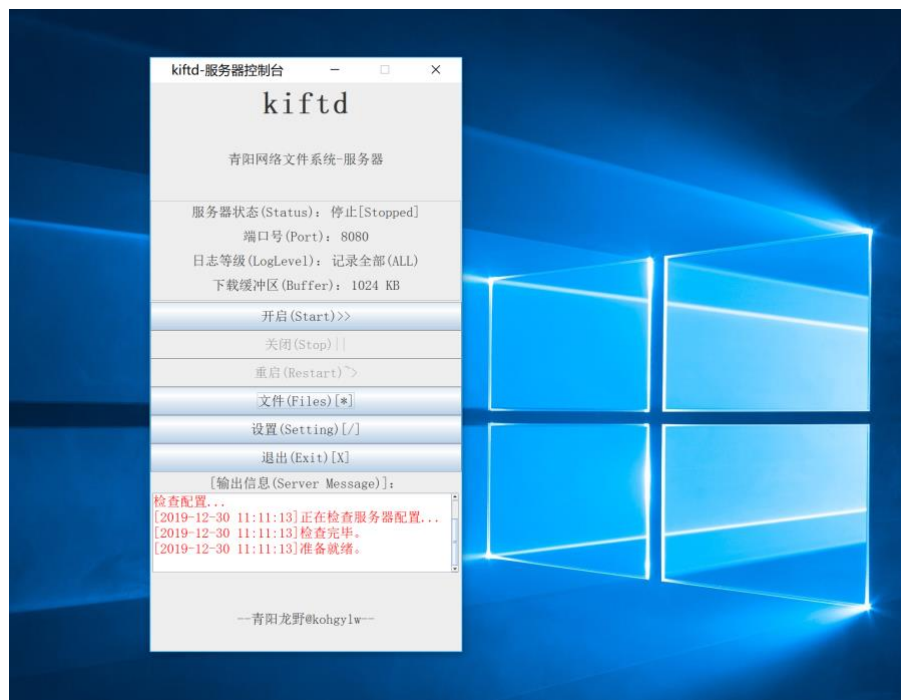 kiftd-服务器控制台
kiftd
青阳网络文件系统-服务器
服务器状态(Status): 停止[Stopped]
端口号(Port): 8080
日志等级(LogLevel): 记录全部(ALL)
下载缓冲区(Buffer): 1024 KB
开启(Start)>>
关闭(Stop)||
重启(Restart)~>
文件(Files)[*]
设置(Setting)[/]
退出(Exit)[X]
[输出信息(Server Message)]:
检查配置...
[2019-12-30 11:11:13]正在检查服务器配置...
[2019-12-30 11:11:13]检查完毕。
[2019-12-30 11:11:13]准备就绪。
--青阳龙野@kohgylw--